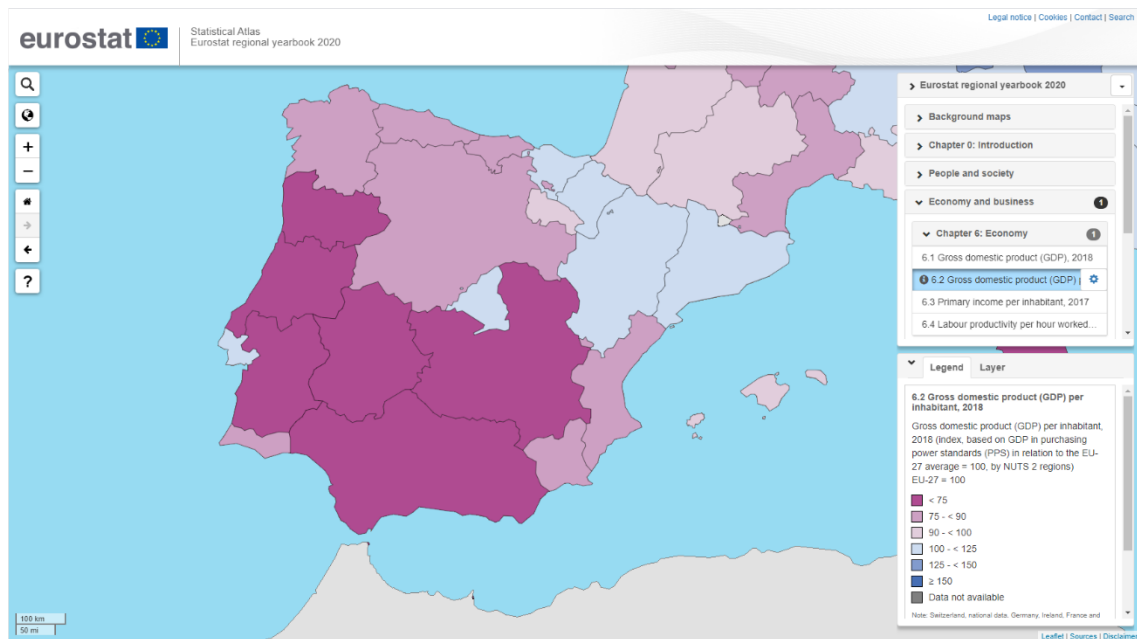 Legal notice | Cookies | Contact | Search
eurostat
Statistical Atlas
Eurostat regional yearbook 2020
Eurostat regional yearbook 2020
Background maps
Chapter 0: Introduction
People and society
Economy and business 1
Chapter 6: Economy 1
6.1 Gross domestic product (GDP), 2018
6.2 Gross domestic product (GDP)
6.3 Primary income per inhabitant, 2017
6.4 Labour productivity per hour worked...
Legend Layer
6.2 Gross domestic product (GDP) per
inhabitant, 2018
Gross domestic product (GDP) per inhabitant,
2018 (index, based on GDP in purchasing
power standards (PPS) in relation to the EU-
27 average = 100, by NUTS 2 regions)
EU-27 = 100
< 75
75 - < 90
90 - < 100
100 - < 125
125 - < 150
≥ 150
Data not available
Note: Switzerland, national data. Germany, Ireland, France and
100 km
50 mi
Leaflet | Sources | Disclaimer